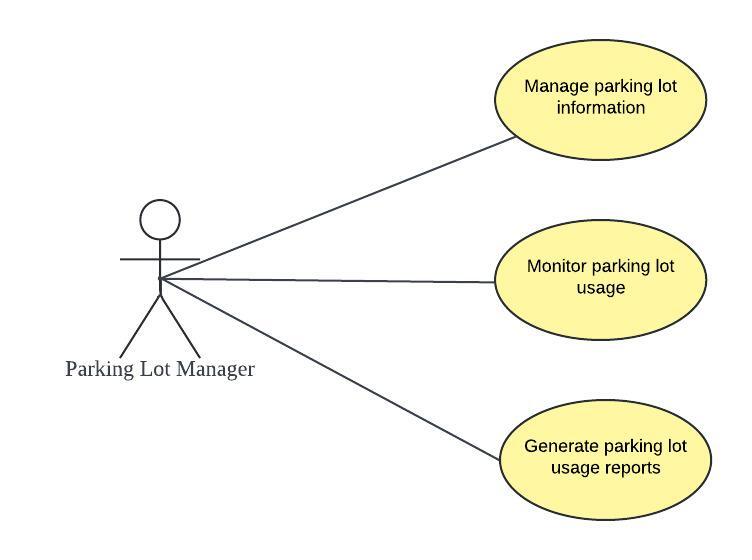 Manage parking lot
information
Monitor parking lot
usage
Parking Lot Manager
Generate parking lot
usage reports